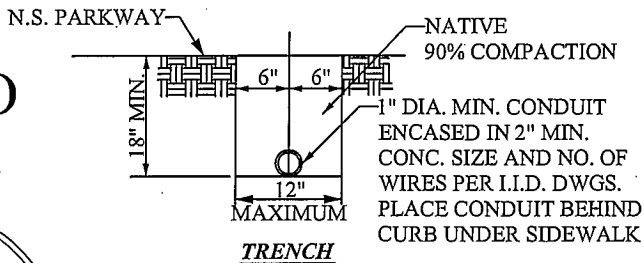 N.S. PARKWAY
NATIVE
90% COMPACTION
6" 6"
18" MIN.
1" DIA. MIN. CONDUIT
ENCASED IN 2" MIN.
CONC. SIZE AND NO. OF
WIRES PER I.I.D. DWGS.
PLACE CONDUIT BEHIND
CURB UNDER SIDEWALK
12"
MAXIMUM
TRENCH